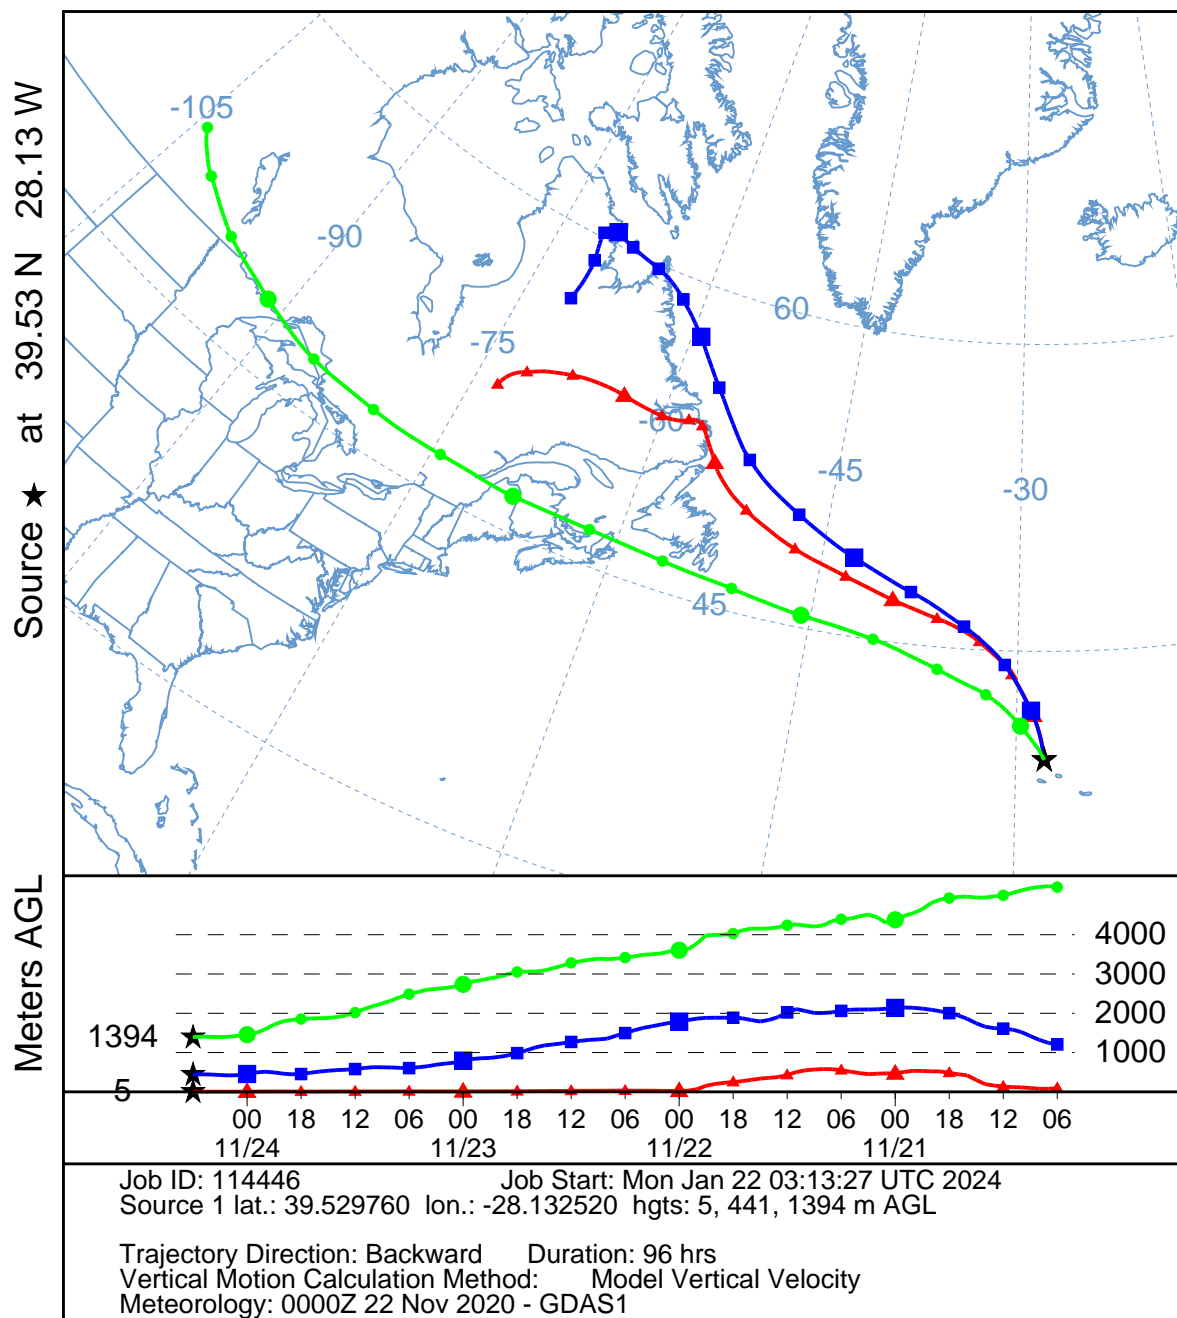 Source ★ at 39.53 N 28.13 W
-105
-90
-75
60
-60
-45
-30
45
Meters AGL
4000
3000
2000
1394
1000
5
00 18 12 06 00 18 12 06 00 18 12 06 00 18 12 06
11/24 11/23 11/22 11/21
Job ID: 114446 Job Start: Mon Jan 22 03:13:27 UTC 2024
Source 1 lat.: 39.529760 lon.: -28.132520 hgts: 5, 441, 1394 m AGL
Trajectory Direction: Backward Duration: 96 hrs
Vertical Motion Calculation Method: Model Vertical Velocity
Meteorology: 0000Z 22 Nov 2020 - GDAS1